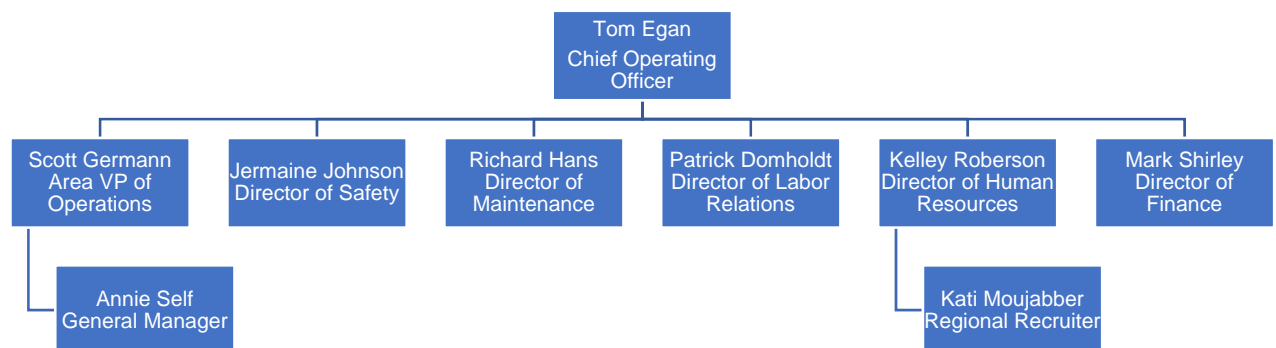 Tom Egan
Chief Operating
Officer
Scott Germann
Area VP of
Operations
Jermaine Johnson
Director of Safety
Richard Hans
Director of
Maintenance
Patrick Domholdt
Director of Labor
Relations
Kelley Roberson
Director of Human
Resources
Mark Shirley
Director of
Finance
Annie Self
General Manager
Kati Moujabber
Regional Recruiter